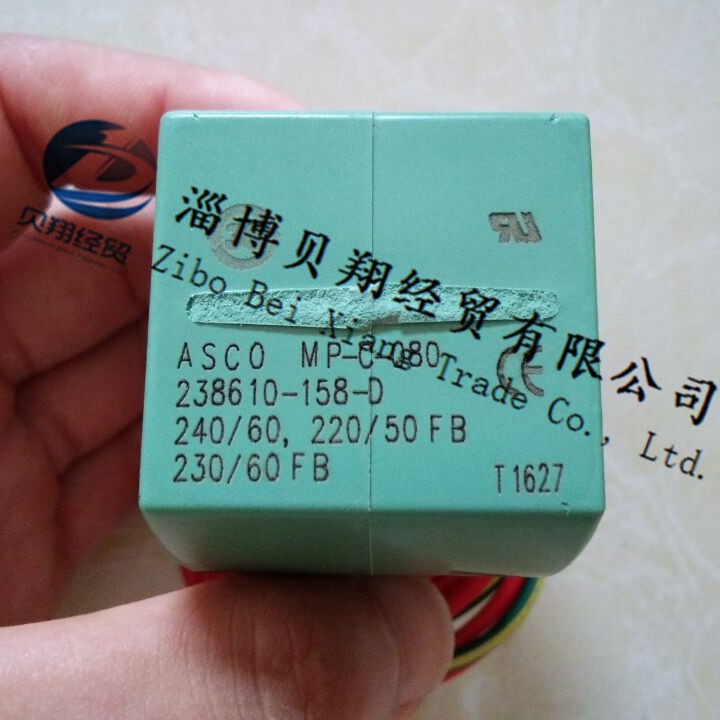 贝翔经贸
淄博贝翔经贸有限公司
Zibo Bei Xiang Trade Co., Ltd.
ASCO MP-C-080
238610-158-D
240/60, 220/50 FB
230/60 FB
T1627